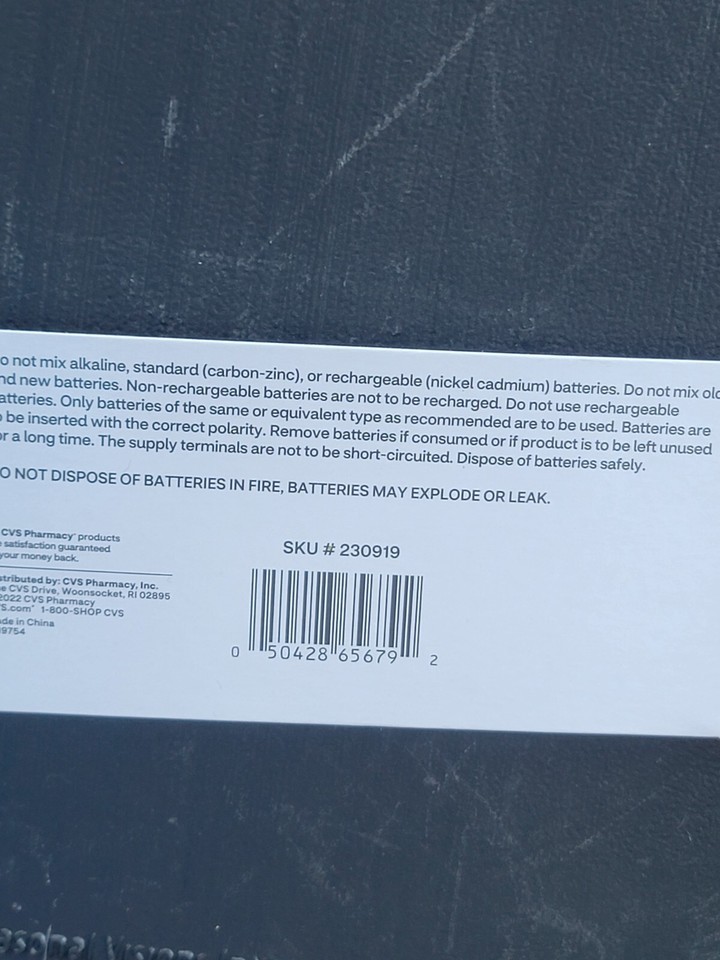 o not mix alkaline, standard (carbon-zinc), or rechargeable (nickel cadmium) batteries. Do not mix old
nd new batteries. Non-rechargeable batteries are not to be recharged. Do not use rechargeable
atteries. Only batteries of the same or equivalent type as recommended are to be used. Batteries are
o be inserted with the correct polarity. Remove batteries if consumed or if product is to be left unused
or a long time. The supply terminals are not to be short-circuited. Dispose of batteries safely.
O NOT DISPOSE OF BATTERIES IN FIRE, BATTERIES MAY EXPLODE OR LEAK.
CVS Pharmacy® products
satisfaction guaranteed
your money back.
stributed by: CVS Pharmacy, Inc.
e CVS Drive, Woonsocket, RI 02895
2022 CVS Pharmacy
S.com® 1-800-SHOP CVS
de in China
19754
SKU # 230919
0 50428 65679 2